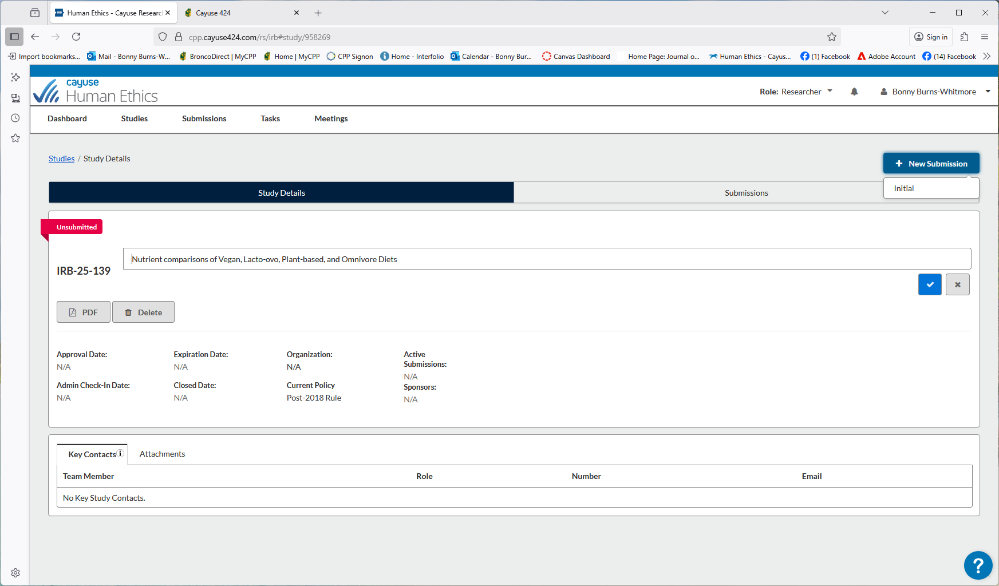 Human Ethics - Cayuse Researc
Cayuse 424
cpp.cayuse424.com/rs/irb#study/958269
Sign in
Import bookmarks...
Mail - Bonny Burns-W...
BroncoDirect | MyCPP
Home | MyCPP
CPP Signon
Home - Interfolio
Calendar - Bonny Bur...
Canvas Dashboard
Home Page: Journal o...
Human Ethics - Cayus...
(1) Facebook
Adobe Account
(14) Facebook
cayuse
Human Ethics
Role: Researcher
Bonny Burns-Whitmore
Dashboard
Studies
Submissions
Tasks
Meetings
Studies / Study Details
New Submission
Initial
Study Details
Submissions
Unsubmitted
IRB-25-139
Nutrient comparisons of Vegan, Lacto-ovo, Plant-based, and Omnivore Diets
PDF
Delete
Approval Date:
N/A
Expiration Date:
N/A
Organization:
N/A
Active
Submissions:
N/A
Admin Check-In Date:
N/A
Closed Date:
N/A
Current Policy
Post-2018 Rule
Sponsors:
N/A
Key Contacts
Attachments
Team Member
Role
Number
Email
No Key Study Contacts.
?